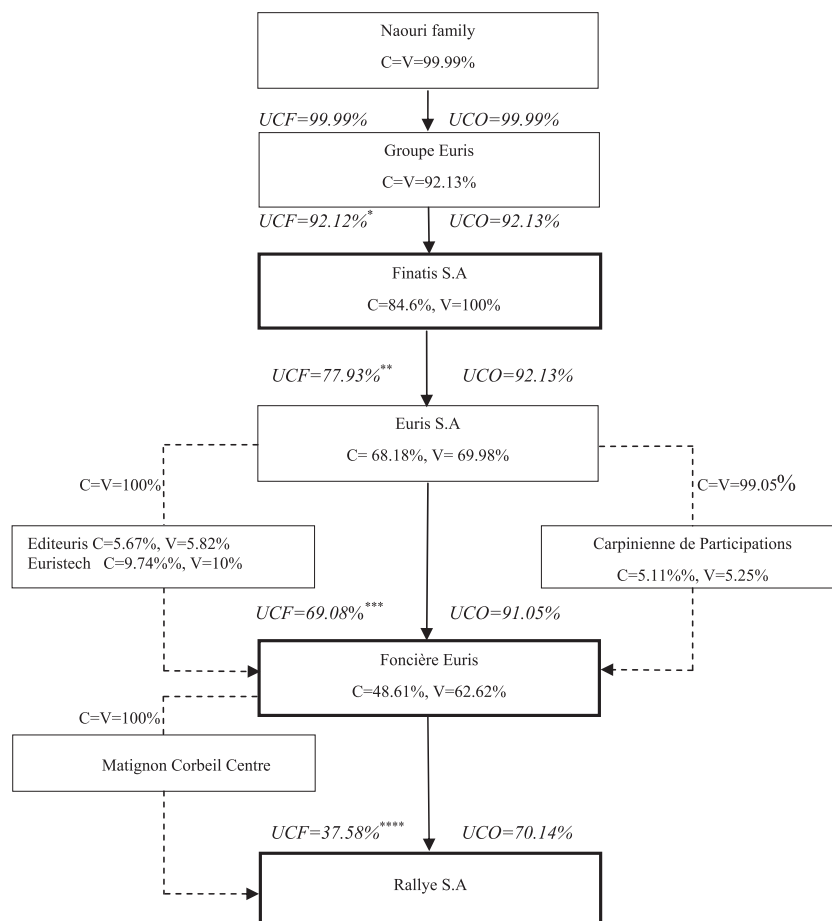 Naouri family
C=V=99.99%
UCF=99.99% UCO=99.99%
Groupe Euris
C=V=92.13%
UCF=92.12%* UCO=92.13%
Finatis S.A
C=84.6%, V=100%
UCF=77.93%** UCO=92.13%
Euris S.A
C= 68.18%, V= 69.98%
C=V=100%
C=V=99.05%
Editeuris C=5.67%, V=5.82%
Euristech C=9.74%%, V=10%
Carpinienne de Participations
C=5.11%%, V=5.25%
UCF=69.08%*** UCO=91.05%
Foncière Euris
C=48.61%, V=62.62%
C=V=100%
Matignon Corbeil Centre
UCF=37.58%**** UCO=70.14%
Rallye S.A